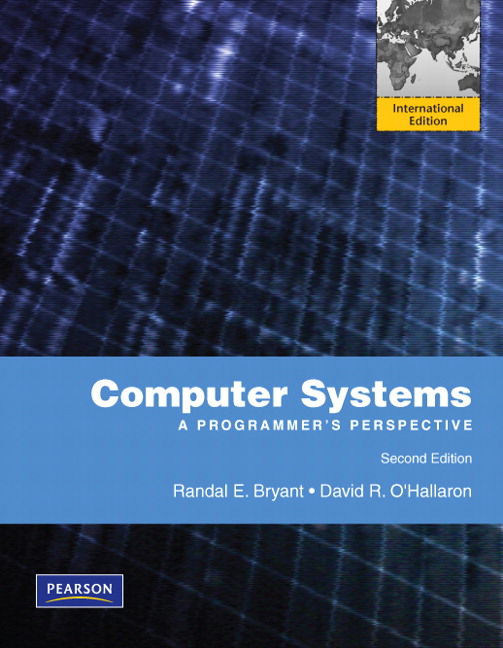 International
Edition
Computer Systems
A PROGRAMMER'S PERSPECTIVE
Second Edition
Randal E. Bryant • David R. O'Hallaron
PEARSON